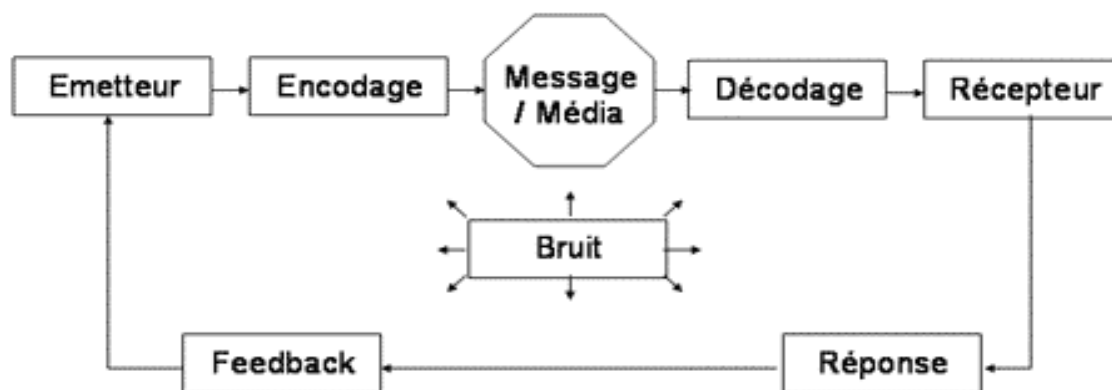 Emetteur
Encodage
Message
/ Média
Décodage
Récepteur
Bruit
Feedback
Réponse